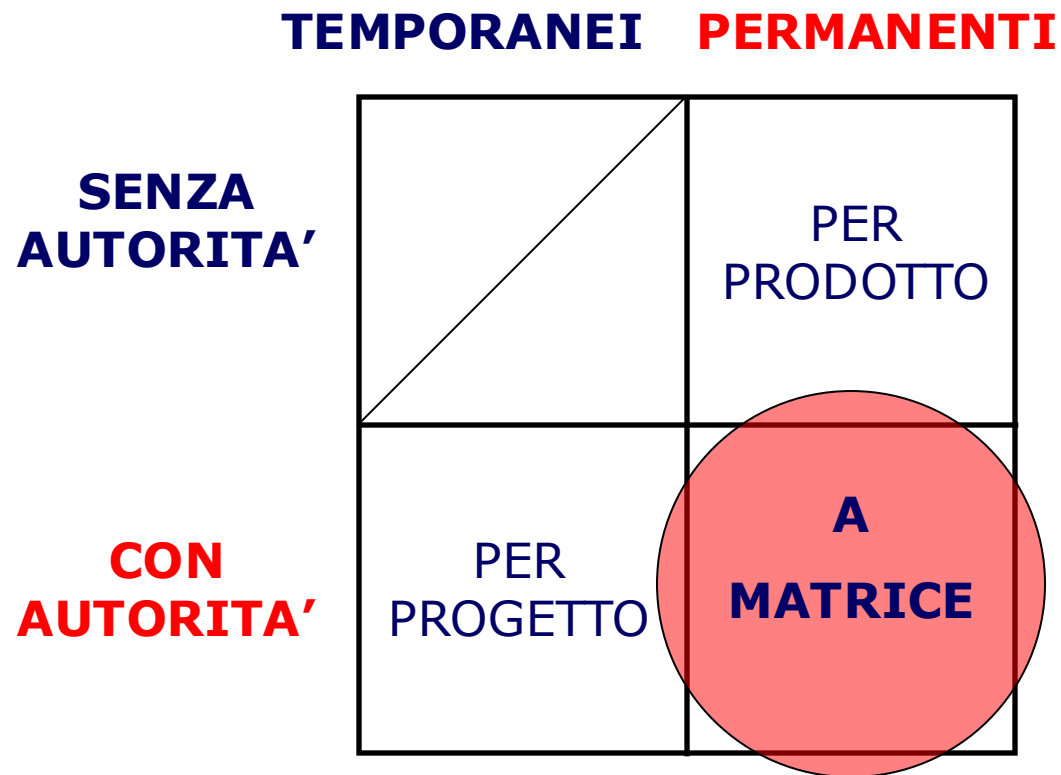 TEMPORANEI PERMANENTI
SENZA
AUTORITA’
PER
PRODOTTO
CON
AUTORITA’
PER
PROGETTO
A
MATRICE